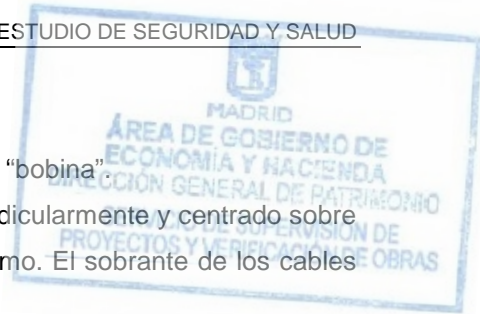 ESTUDIO DE SEGURIDAD Y SALUD
MADRID
ÁREA DE GOBIERNO DE
ECONOMÍA Y HACIENDA
“bobina”.
DIRECCIÓN GENERAL DE PATRIMONIO
dicularmente y centrado sobre
SERVICIO DE SUPERVISIÓN DE
PROYECTOS Y VERIFICACIÓN DE OBRAS
mo. El sobrante de los cables